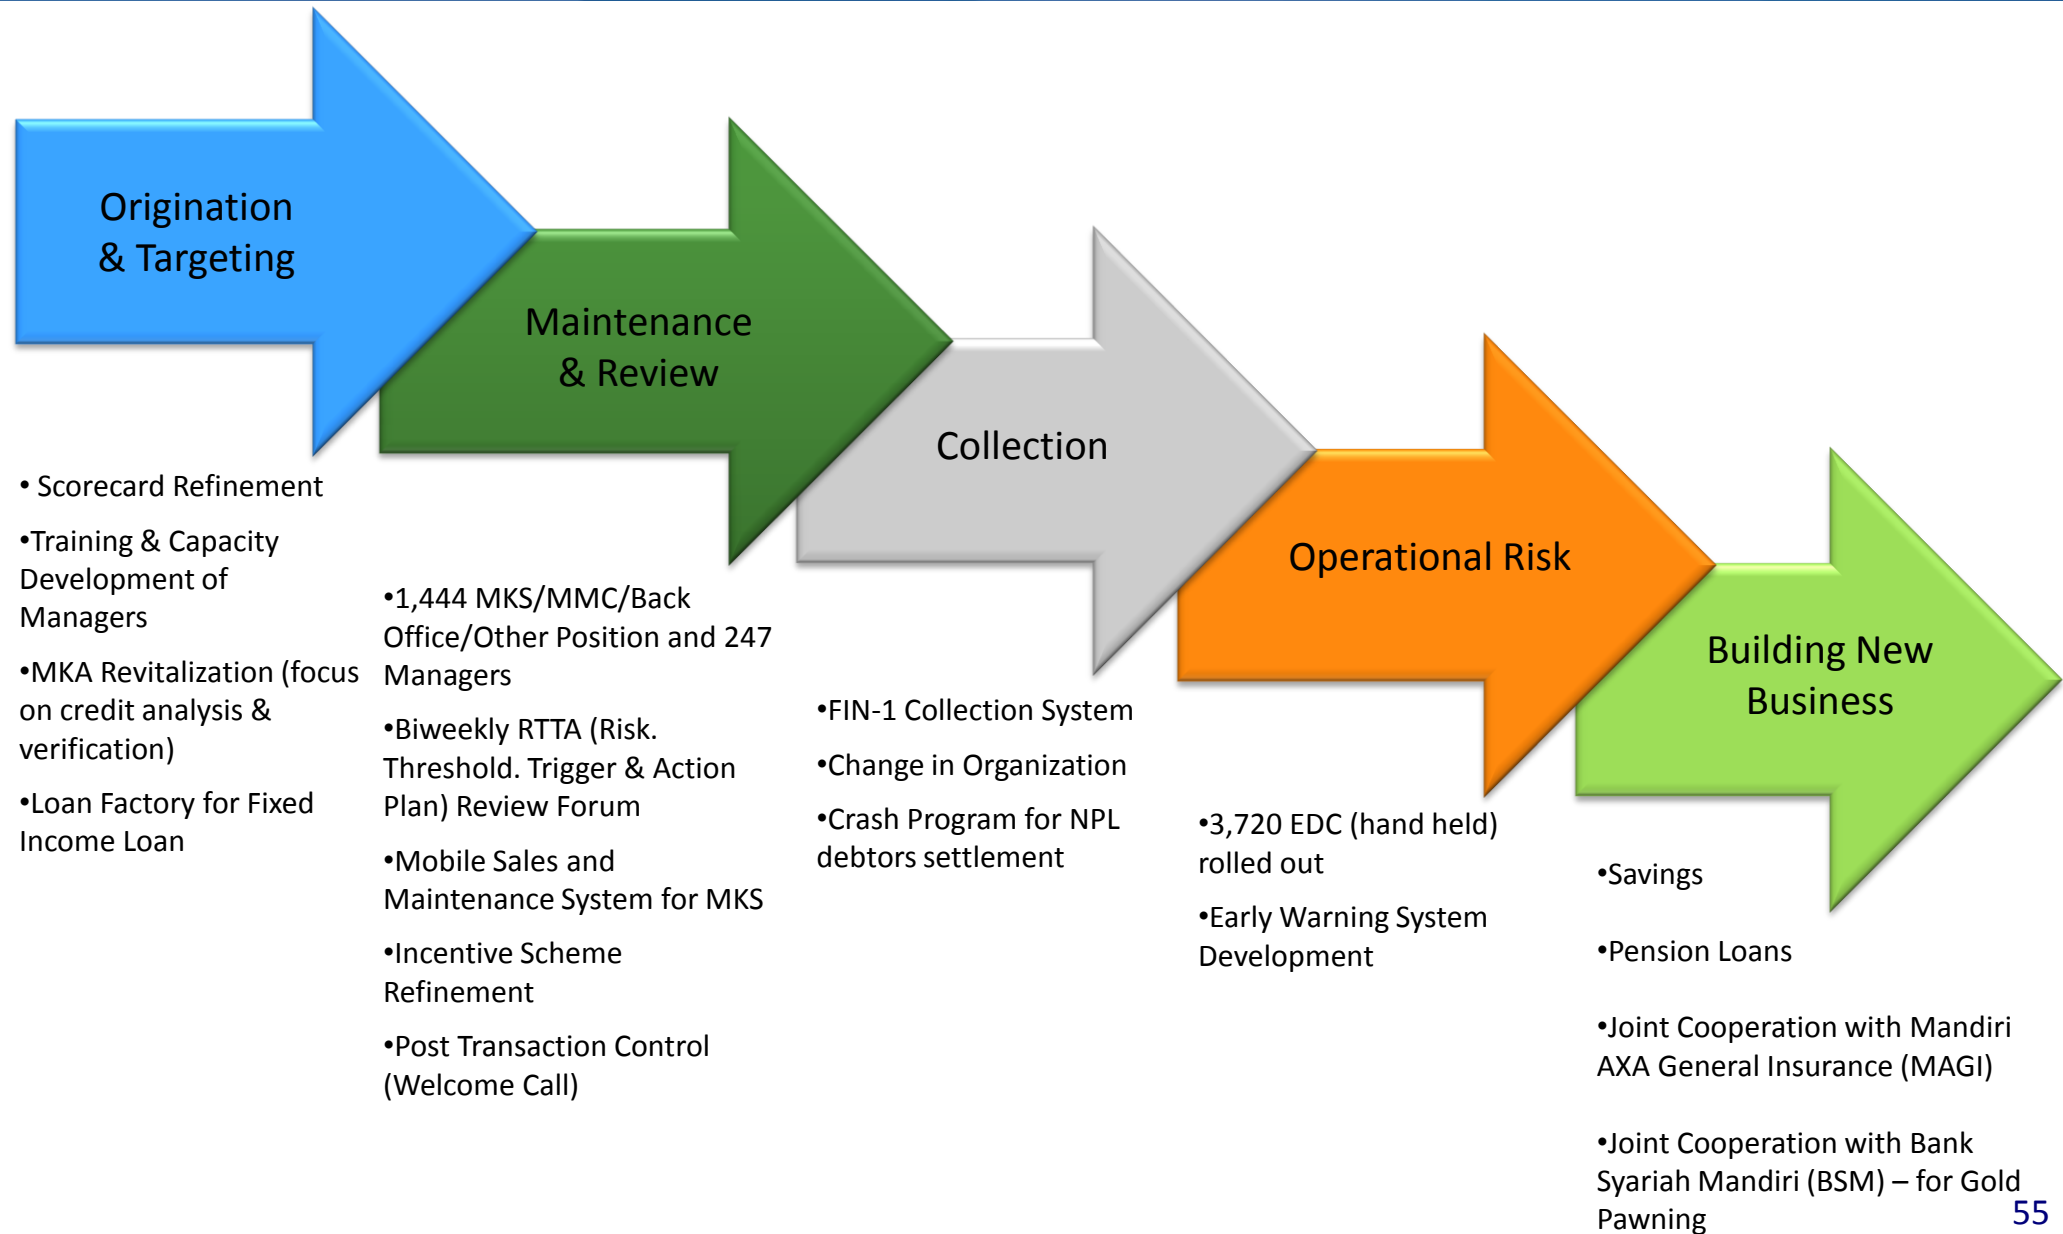 Origination
& Targeting
Maintenance
& Review
Collection
Operational Risk
Building New
Business
• Scorecard Refinement
•Training & Capacity
Development of
Managers
•MKA Revitalization (focus
on credit analysis &
verification)
•Loan Factory for Fixed
Income Loan
•1,444 MKS/MMC/Back
Office/Other Position and 247
Managers
•Biweekly RTTA (Risk.
Threshold. Trigger & Action
Plan) Review Forum
•Mobile Sales and
Maintenance System for MKS
•Incentive Scheme
Refinement
•Post Transaction Control
(Welcome Call)
•FIN-1 Collection System
•Change in Organization
•Crash Program for NPL
debtors settlement
•3,720 EDC (hand held)
rolled out
•Early Warning System
Development
•Savings
•Pension Loans
•Joint Cooperation with Mandiri
AXA General Insurance (MAGI)
•Joint Cooperation with Bank
Syariah Mandiri (BSM) – for Gold
Pawning
55